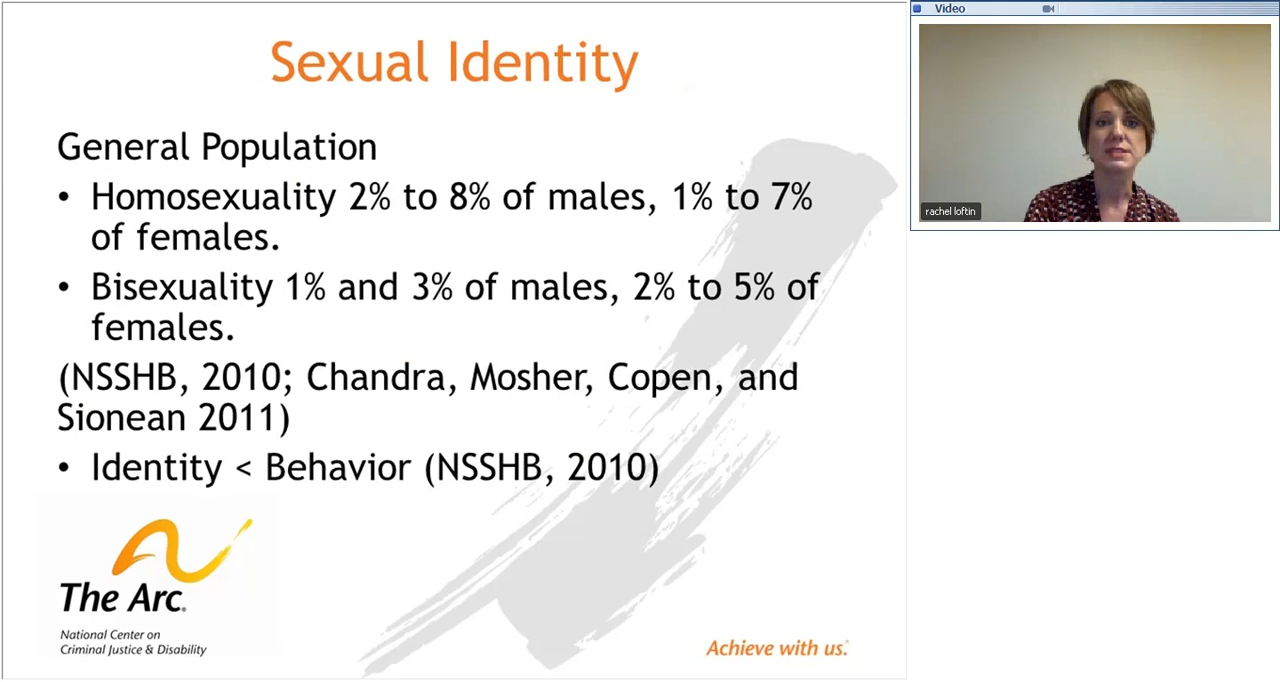 Sexual Identity
General Population
• Homosexuality 2% to 8% of males, 1% to 7%
of females.
• Bisexuality 1% and 3% of males, 2% to 5% of
females.
(NSSHB, 2010; Chandra, Mosher, Copen, and
Sionean 2011)
• Identity < Behavior (NSSHB, 2010)
The Arc®
National Center on
Criminal Justice & Disability
Achieve with us.®
Video
rachel loftin